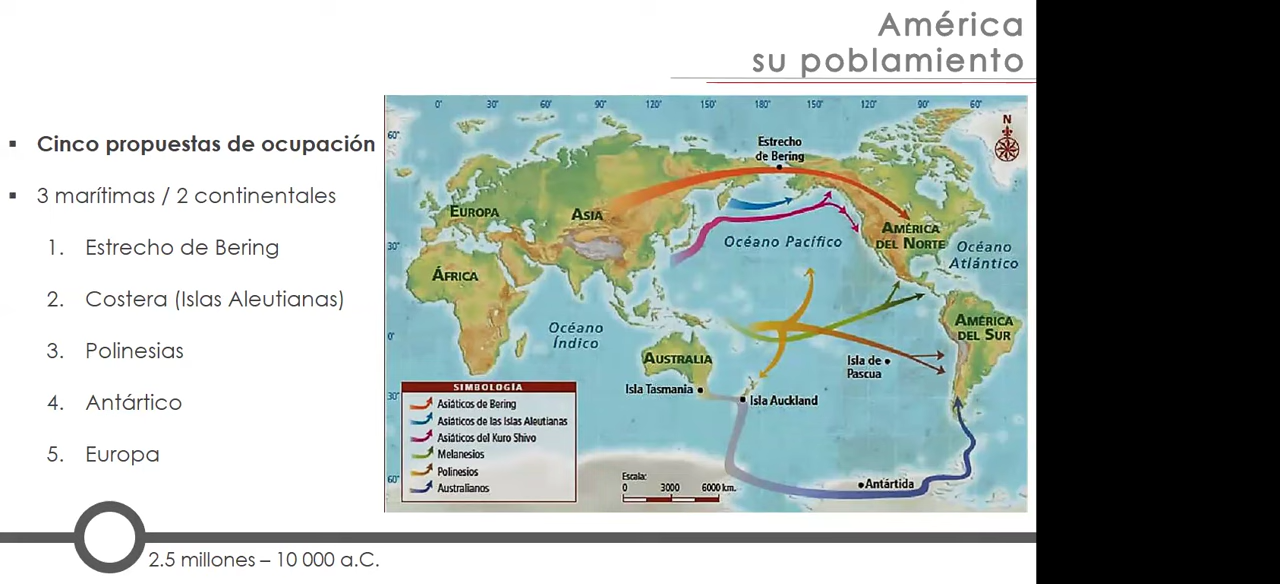 América
su poblamiento
▪ Cinco propuestas de ocupación
▪ 3 marítimas / 2 continentales
1. Estrecho de Bering
2. Costera (Islas Aleutianas)
3. Polinesias
4. Antártico
5. Europa
0° 30° 60° 90° 120° 150° 180° 150° 120° 90° 60°
60°
30°
0°
30°
60°
N
Estrecho
de Bering
EUROPA
ASIA
ÁFRICA
Océano Pacífico
AMÉRICA
DEL NORTE
Océano
Atlántico
Océano
Índico
AMÉRICA
DEL SUR
AUSTRALIA
Isla de
Pascua
Isla Tasmania
Isla Auckland
Antártida
SIMBOLOGÍA
Asiáticos de Bering
Asiáticos de las Islas Aleutianas
Asiáticos del Kuro Shivo
Melanesios
Polinesios
Australianos
Escala:
0 3000 6000 km.
2.5 millones – 10 000 a.C.